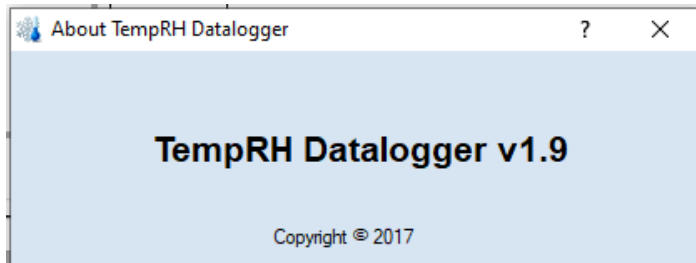 About TempRH Datalogger ?
TempRH Datalogger v1.9
Copyright © 2017